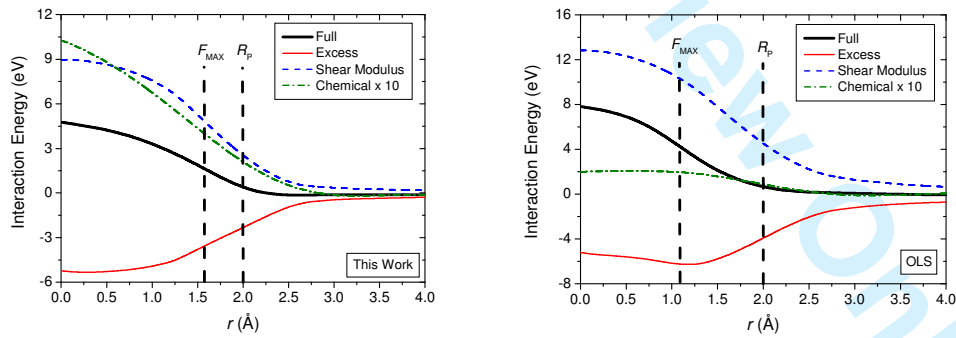 12
9
6
3
0
-3
-6
Interaction Energy (eV)
F_MAX
R_P
Full
Excess
Shear Modulus
Chemical x 10
This Work
0.0 0.5 1.0 1.5 2.0 2.5 3.0 3.5 4.0
r (Å)
16
12
8
4
0
-4
-8
Interaction Energy (eV)
F_MAX
R_P
Full
Excess
Shear Modulus
Chemical x 10
OLS
0.0 0.5 1.0 1.5 2.0 2.5 3.0 3.5 4.0
r (Å)